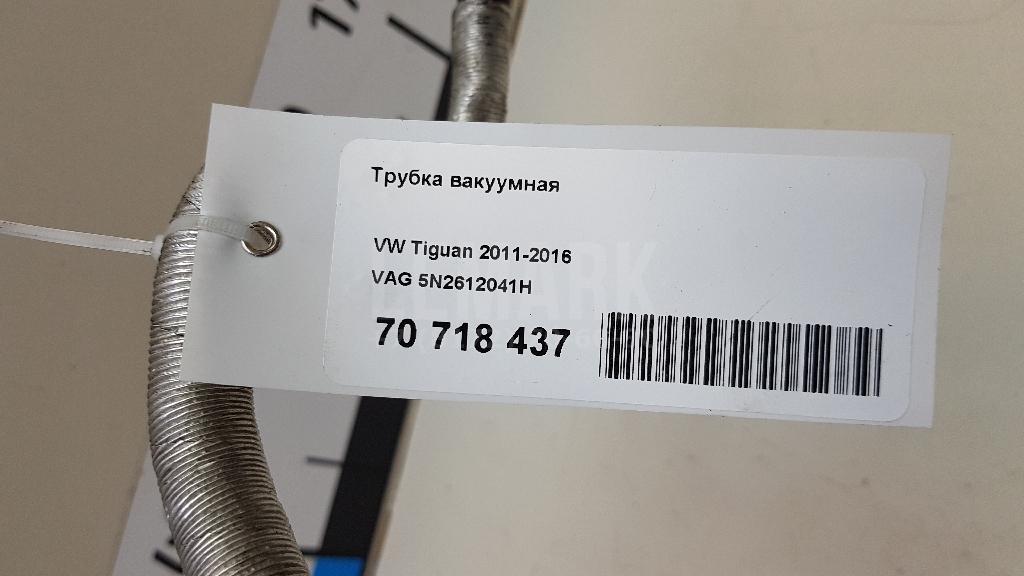 Трубка вакуумная
VW Tiguan 2011-2016
VAG 5N2612041H
70 718 437